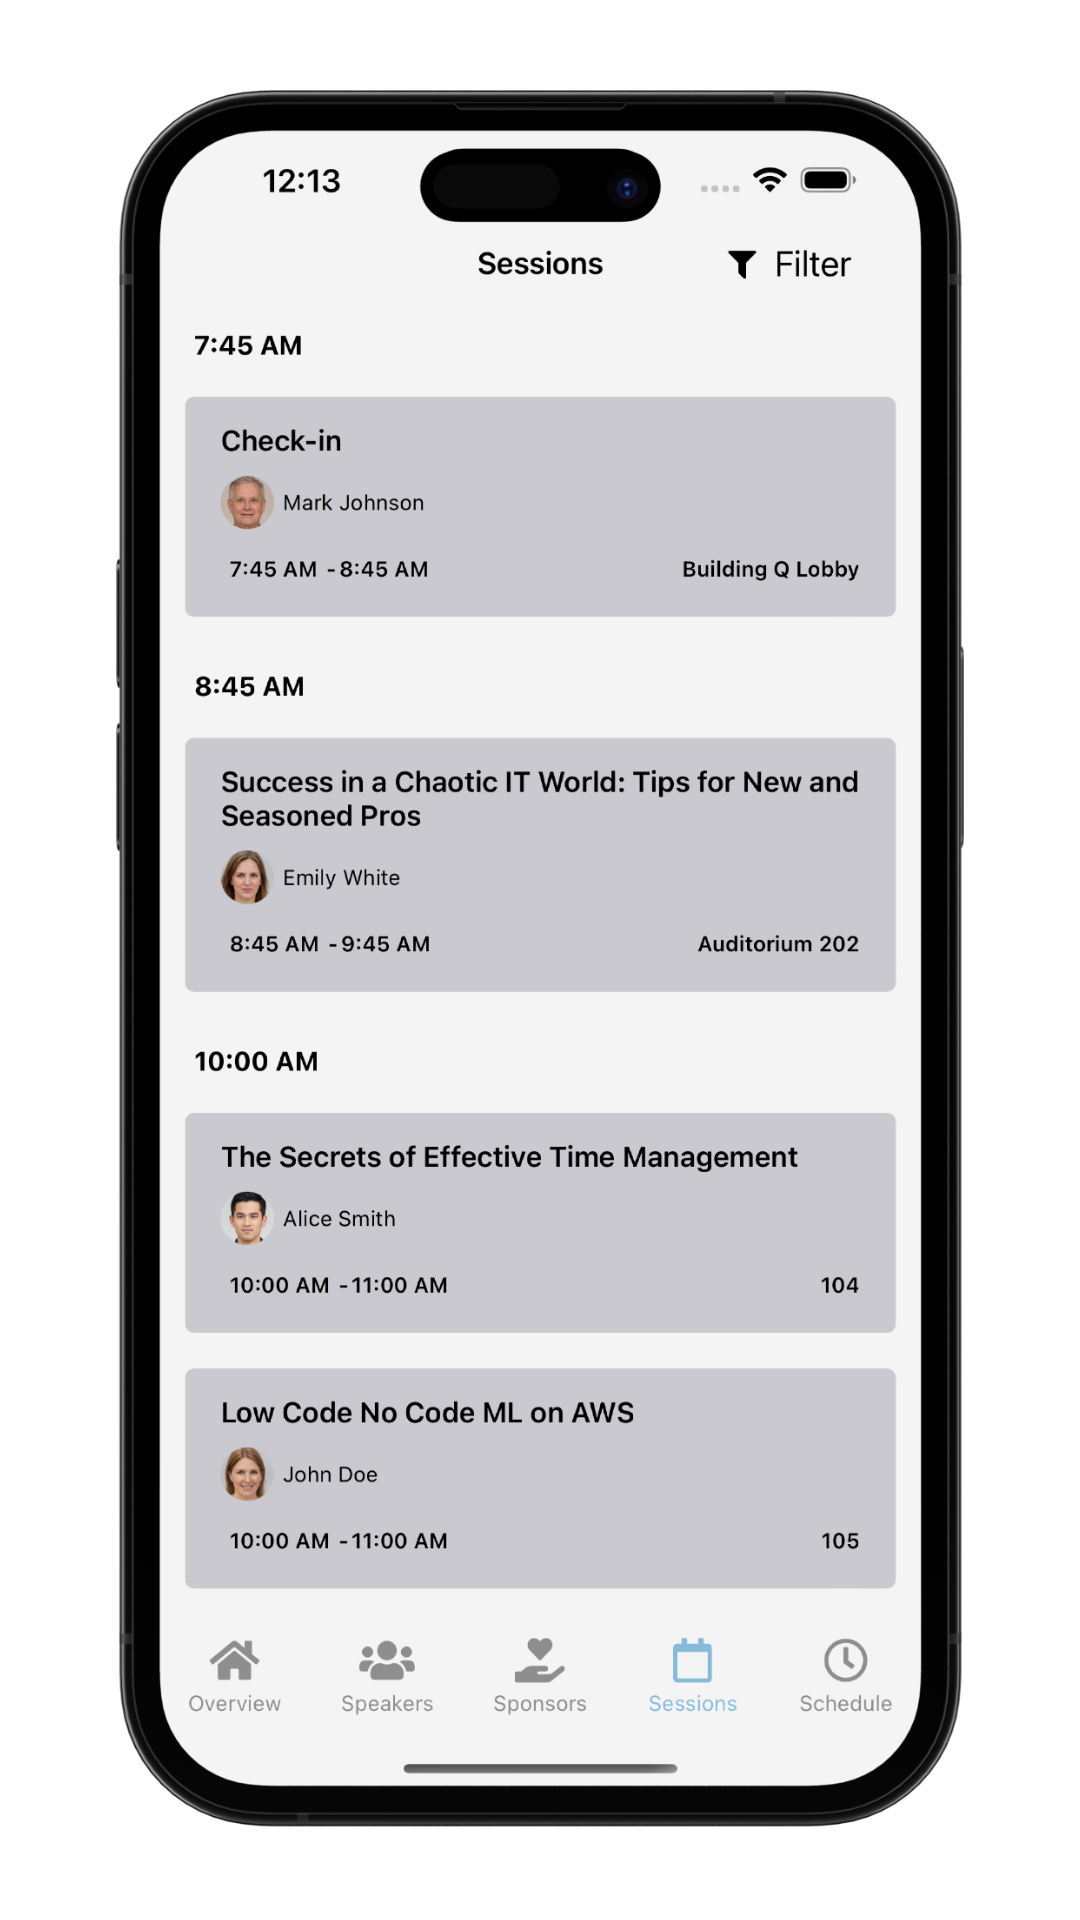 12:13
Sessions
Filter
7:45 AM
Check-in
Mark Johnson
7:45 AM - 8:45 AM
Building Q Lobby
8:45 AM
Success in a Chaotic IT World: Tips for New and
Seasoned Pros
Emily White
8:45 AM - 9:45 AM
Auditorium 202
10:00 AM
The Secrets of Effective Time Management
Alice Smith
10:00 AM - 11:00 AM
104
Low Code No Code ML on AWS
John Doe
10:00 AM - 11:00 AM
105
Overview
Speakers
Sponsors
Sessions
Schedule